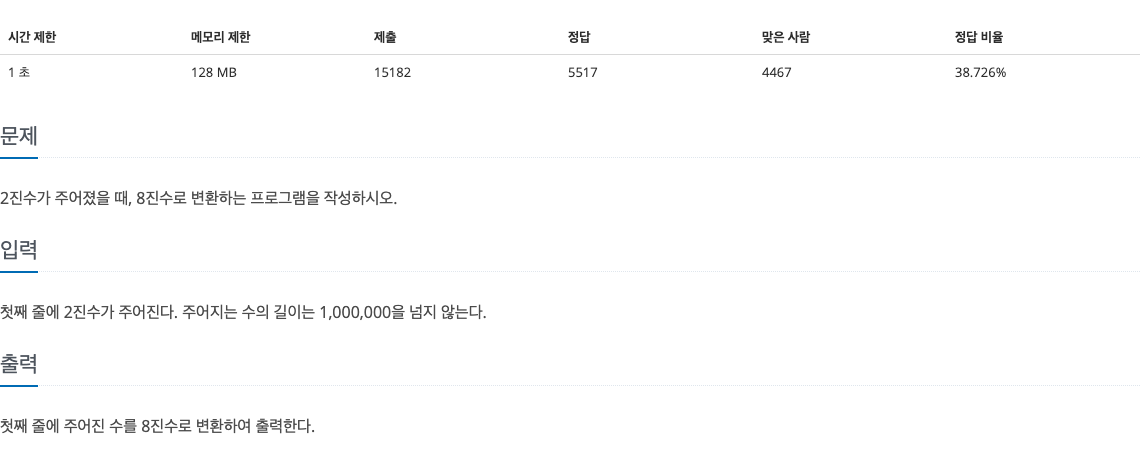 시간 제한 메모리 제한 제출 정답 맞은 사람 정답 비율
1 초 128 MB 15182 5517 4467 38.726%
문제
2진수가 주어졌을 때, 8진수로 변환하는 프로그램을 작성하시오.
입력
첫째 줄에 2진수가 주어진다. 주어지는 수의 길이는 1,000,000을 넘지 않는다.
출력
첫째 줄에 주어진 수를 8진수로 변환하여 출력한다.